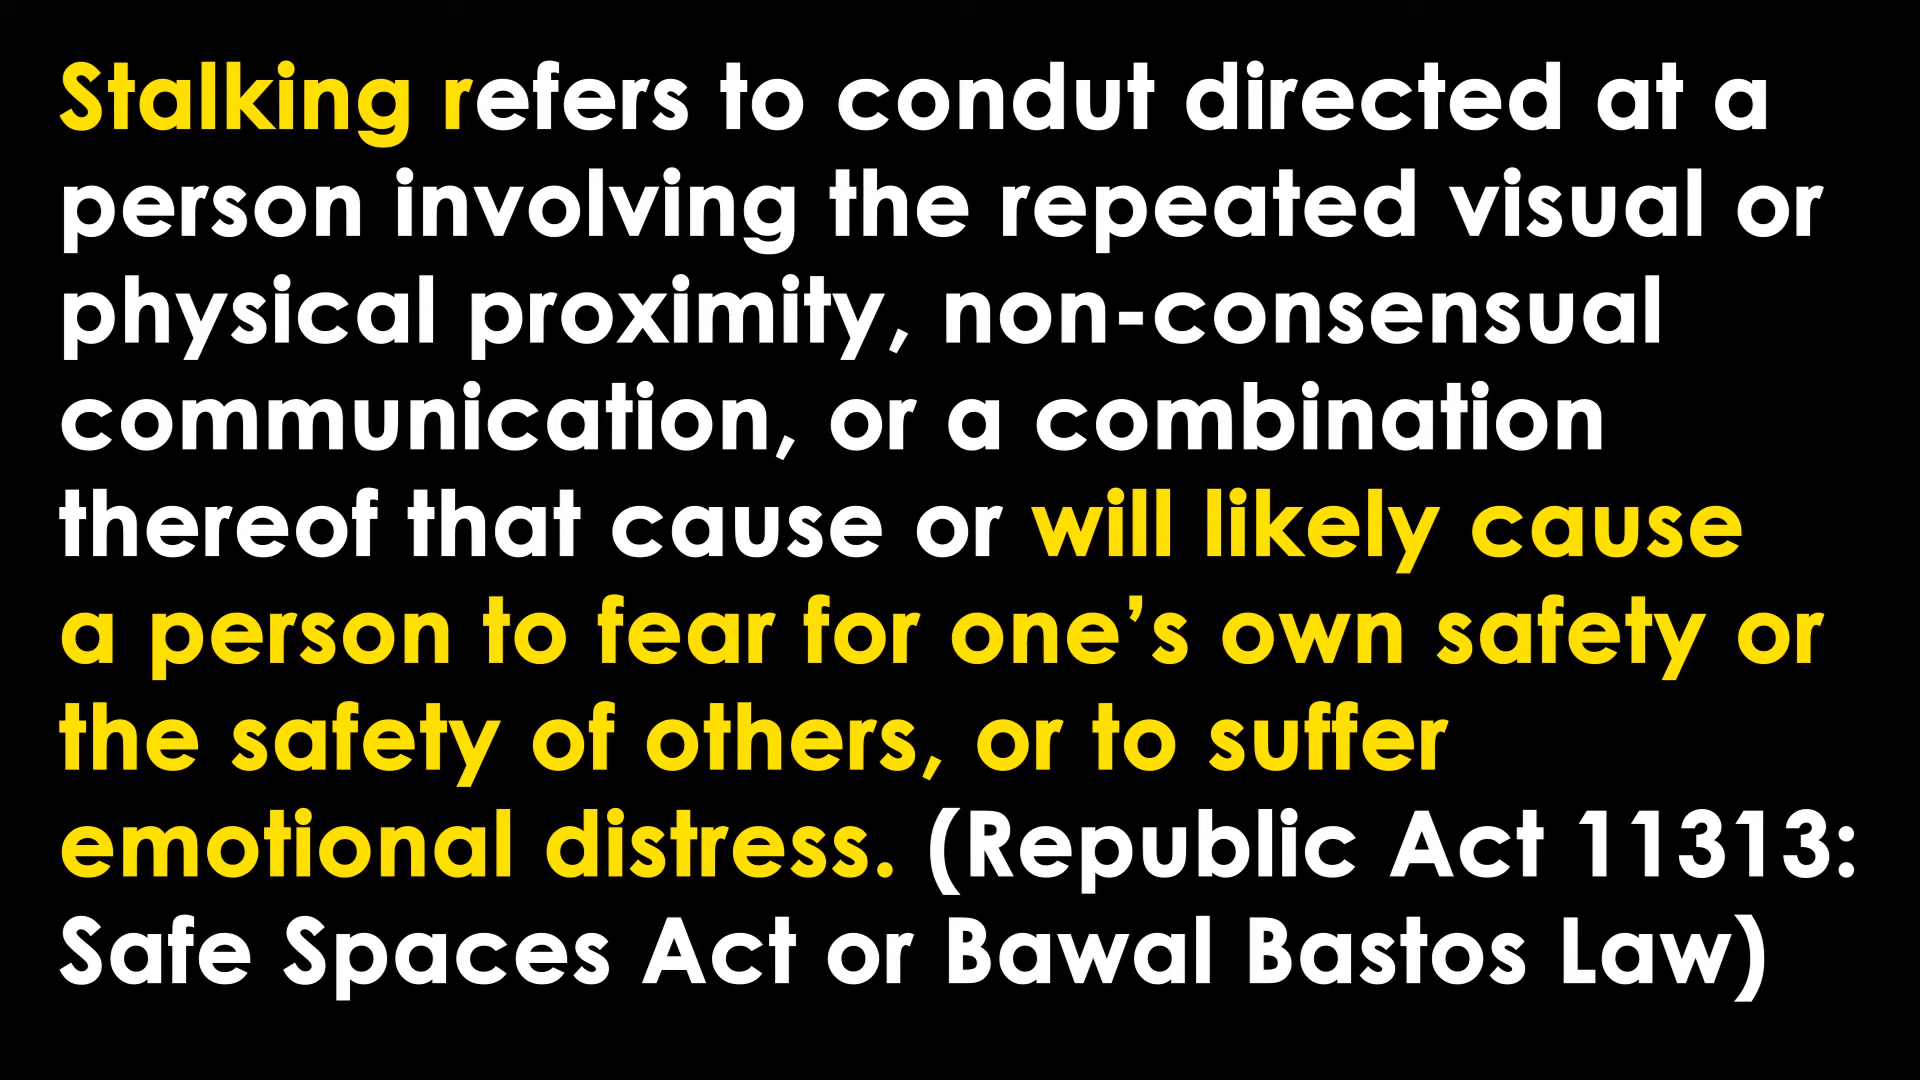 Stalking refers to condut directed at a
person involving the repeated visual or
physical proximity, non-consensual
communication, or a combination
thereof that cause or will likely cause
a person to fear for one’s own safety or
the safety of others, or to suffer
emotional distress. (Republic Act 11313:
Safe Spaces Act or Bawal Bastos Law)